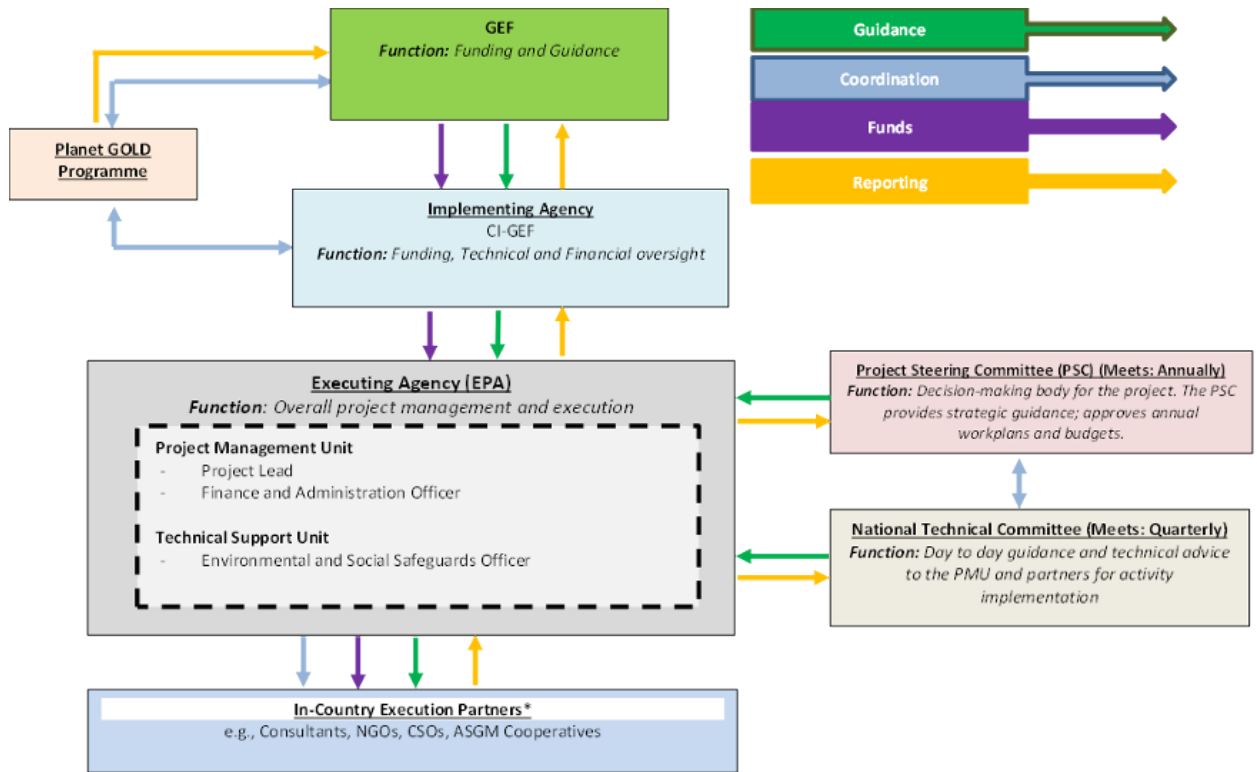 GEF
Function: Funding and Guidance
Guidance
Coordination
Funds
Reporting
Planet GOLD
Programme
Implementing Agency
CI-GEF
Function: Funding, Technical and Financial oversight
Executing Agency (EPA)
Function: Overall project management and execution
Project Management Unit
- Project Lead
- Finance and Administration Officer
Technical Support Unit
- Environmental and Social Safeguards Officer
Project Steering Committee (PSC) (Meets: Annually)
Function: Decision-making body for the project. The PSC
provides strategic guidance; approves annual
workplans and budgets.
National Technical Committee (Meets: Quarterly)
Function: Day to day guidance and technical advice
to the PMU and partners for activity
implementation
In-Country Execution Partners*
e.g., Consultants, NGOs, CSOs, ASGM Cooperatives